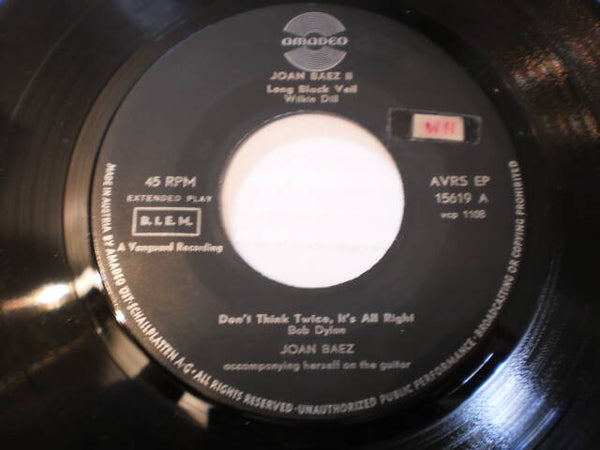 AMADEO
JOAN BAEZ II
Long Black Veil
Wilkin Dill
45 RPM
EXTENDED PLAY
B.I.E.M.
A Vanguard Recording
AVRS EP
15619 A
vcp 1108
Don't Think Twice, It's All Right
Bob Dylan
JOAN BAEZ
accompanying herself on the guitar
MADE IN AUSTRIA BY AMADEO OST. SCHALLPLATTEN A·G·ALL RIGHTS RESERVED·UNAUTHORIZED PUBLIC PERFORMANCE·BROADCASTING OR COPYING PROHIBITED